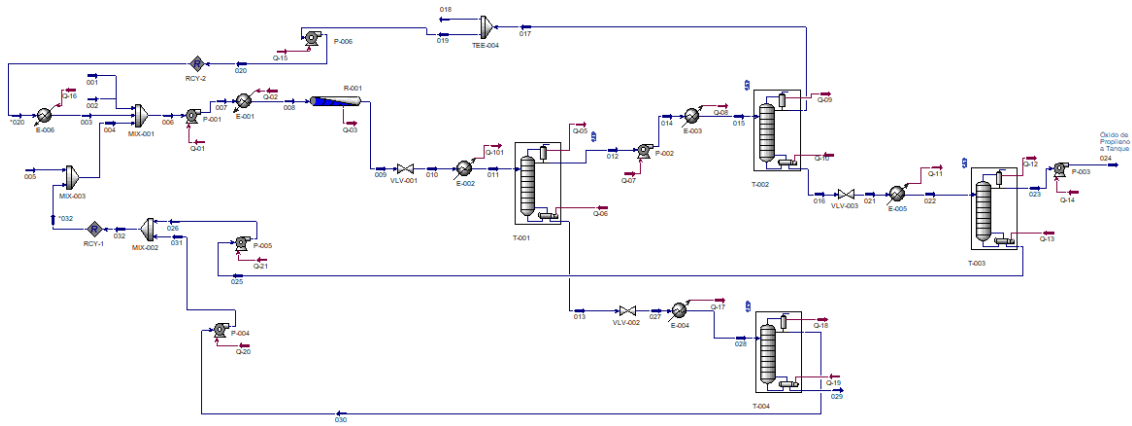 018
017
019
TEE-004
P-006
Q-15
020
RCY-2
001
002
Q-16
Q-02
R-001
*020
E-006
003
004
MIX-001
006
P-001
007
E-001
008
Q-03
Q-01
005
MIX-003
*032
032
RCY-1
MIX-002
026
031
P-005
Q-21
025
009
VLV-001
010
Q-101
E-002
011
Q-05
Q-06
T-001
012
P-002
Q-07
014
E-003
Q-08
015
Q-09
Q-10
T-002
016
VLV-003
021
Q-11
E-005
022
Q-12
Q-13
T-003
023
P-003
Q-14
Óxido de
Propileno
a Tanque
024
013
VLV-002
027
Q-17
E-004
028
Q-18
Q-19
029
T-004
P-004
Q-20
030